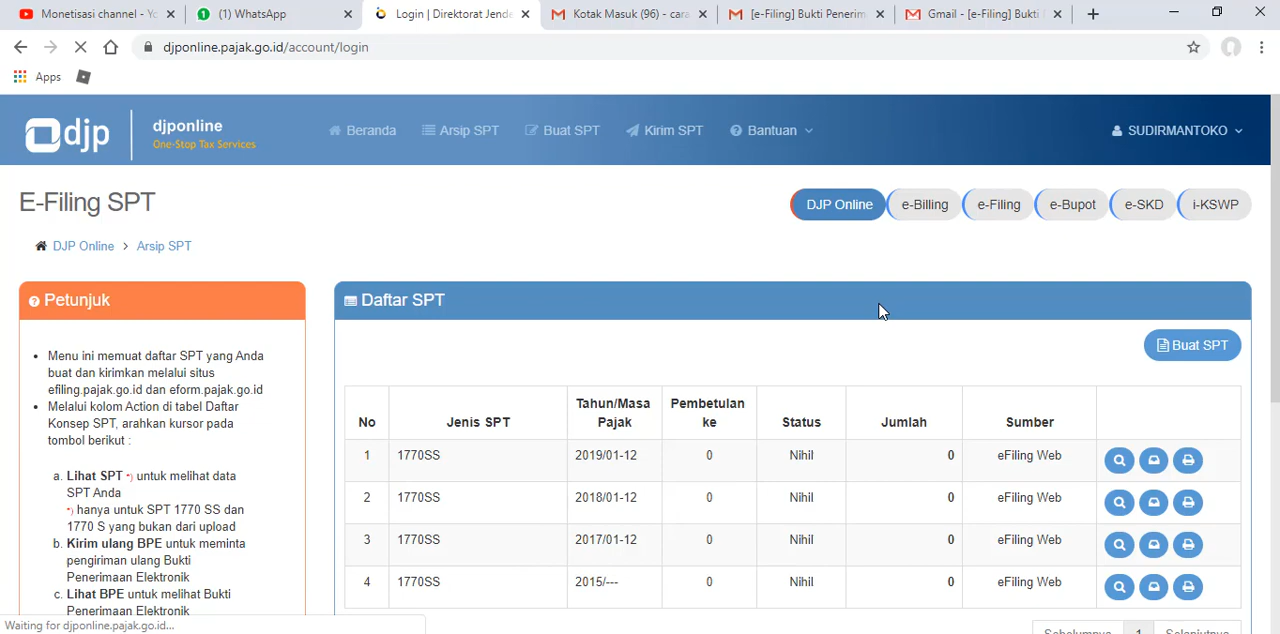 Monetisasi channel - Yo
(1) WhatsApp
Login | Direktorat Jende
Kotak Masuk (96) - cara
[e-Filing] Bukti Penerim
Gmail - [e-Filing] Bukti
djponline.pajak.go.id/account/login
Apps
djp
djponline
One-Stop Tax Services
Beranda
Arsip SPT
Buat SPT
Kirim SPT
Bantuan
SUDIRMANTOKO
E-Filing SPT
DJP Online
e-Billing
e-Filing
e-Bupot
e-SKD
i-KSWP
DJP Online > Arsip SPT
Petunjuk
• Menu ini memuat daftar SPT yang Anda
buat dan kirimkan melalui situs
efiling.pajak.go.id dan eform.pajak.go.id
• Melalui kolom Action di tabel Daftar
Konsep SPT, arahkan kursor pada
tombol berikut :
a. Lihat SPT *) untuk melihat data
SPT Anda
*) hanya untuk SPT 1770 SS dan
1770 S yang bukan dari upload
b. Kirim ulang BPE untuk meminta
pengiriman ulang Bukti
Penerimaan Elektronik
c. Lihat BPE untuk melihat Bukti
Penerimaan Elektronik
Daftar SPT
Buat SPT
No Jenis SPT Tahun/Masa Pajak Pembetulan ke Status Jumlah Sumber
1 1770SS 2019/01-12 0 Nihil 0 eFiling Web
2 1770SS 2018/01-12 0 Nihil 0 eFiling Web
3 1770SS 2017/01-12 0 Nihil 0 eFiling Web
4 1770SS 2015/--- 0 Nihil 0 eFiling Web
Sebelumnya 1 Selanjutnya
Waiting for djponline.pajak.go.id...